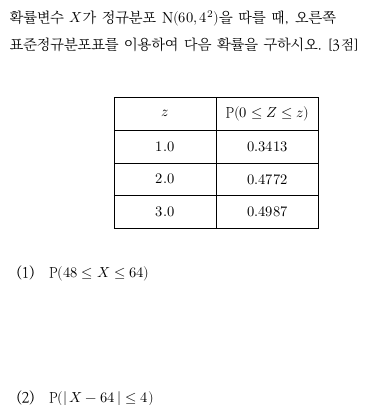 확률변수 X가 정규분포 N(60, 4²)을 따를 때, 오른쪽
표준정규분포표를 이용하여 다음 확률을 구하시오. [3점]
z P(0 ≤ Z ≤ z)
1.0 0.3413
2.0 0.4772
3.0 0.4987
(1) P(48 ≤ X ≤ 64)
(2) P(| X − 64 | ≤ 4)